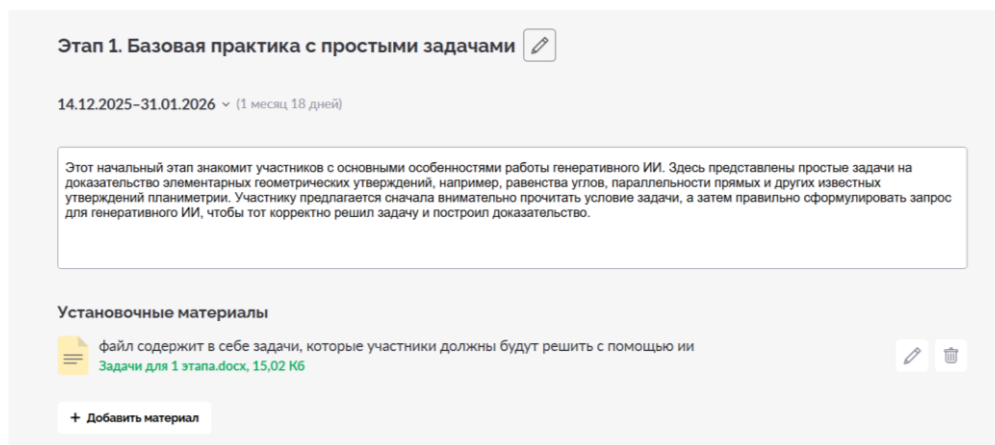 Этап 1. Базовая практика с простыми задачами
14.12.2025–31.01.2026 (1 месяц 18 дней)
Этот начальный этап знакомит участников с основными особенностями работы генеративного ИИ. Здесь представлены простые задачи на
доказательство элементарных геометрических утверждений, например, равенства углов, параллельности прямых и других известных
утверждений планиметрии. Участнику предлагается сначала внимательно прочитать условие задачи, а затем правильно сформулировать запрос
для генеративного ИИ, чтобы тот корректно решил задачу и построил доказательство.
Установочные материалы
файл содержит в себе задачи, которые участники должны будут решить с помощью ии
Задачи для 1 этапа.docx, 15,02 Кб
+ Добавить материал